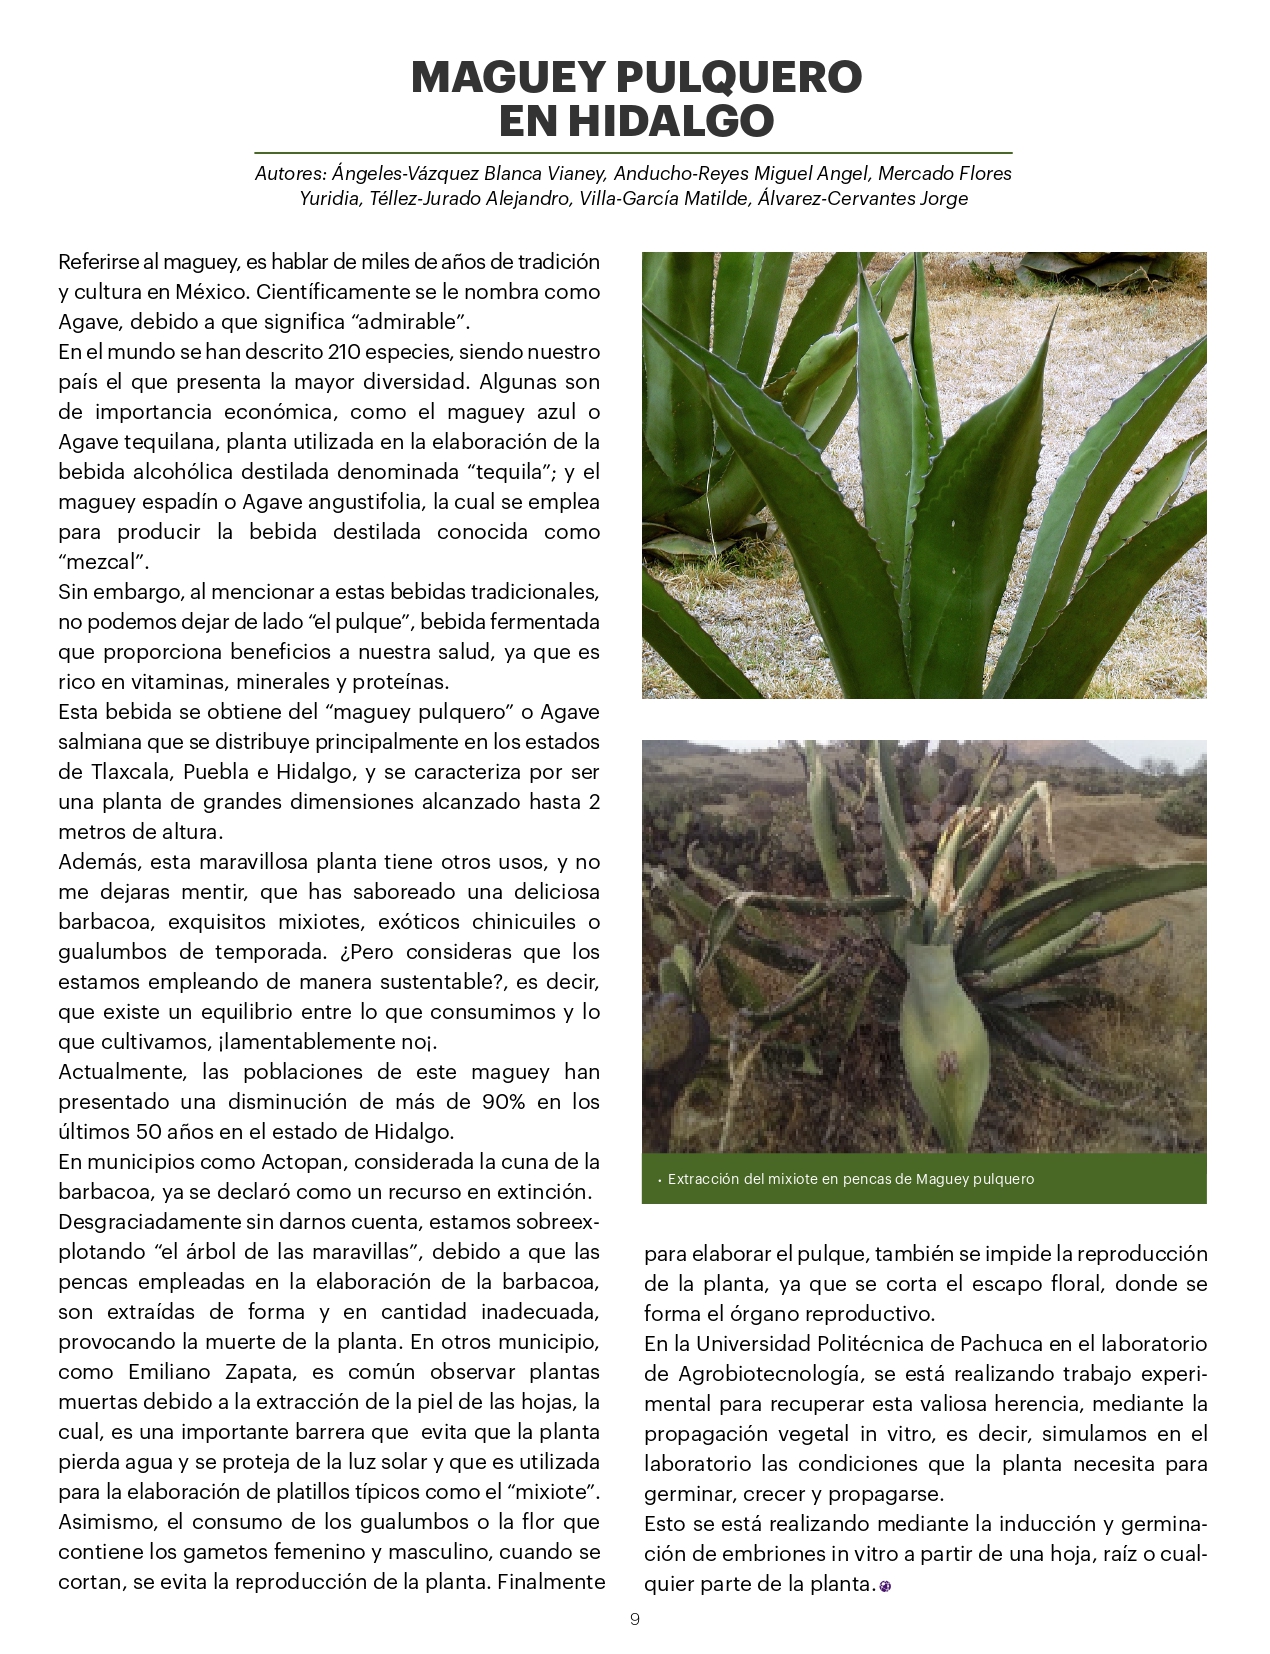 MAGUEY PULQUERO
EN HIDALGO
Autores: Ángeles-Vázquez Blanca Vianey, Anducho-Reyes Miguel Angel, Mercado Flores
Yuridia, Téllez-Jurado Alejandro, Villa-García Matilde, Álvarez-Cervantes Jorge
Referirse al maguey, es hablar de miles de años de tradición
y cultura en México. Científicamente se le nombra como
Agave, debido a que significa “admirable”.
En el mundo se han descrito 210 especies, siendo nuestro
país el que presenta la mayor diversidad. Algunas son
de importancia económica, como el maguey azul o
Agave tequilana, planta utilizada en la elaboración de la
bebida alcohólica destilada denominada “tequila”; y el
maguey espadín o Agave angustifolia, la cual se emplea
para producir la bebida destilada conocida como
“mezcal”.
Sin embargo, al mencionar a estas bebidas tradicionales,
no podemos dejar de lado “el pulque”, bebida fermentada
que proporciona beneficios a nuestra salud, ya que es
rico en vitaminas, minerales y proteínas.
Esta bebida se obtiene del “maguey pulquero” o Agave
salmiana que se distribuye principalmente en los estados
de Tlaxcala, Puebla e Hidalgo, y se caracteriza por ser
una planta de grandes dimensiones alcanzado hasta 2
metros de altura.
Además, esta maravillosa planta tiene otros usos, y no
me dejaras mentir, que has saboreado una deliciosa
barbacoa, exquisitos mixiotes, exóticos chinicuiles o
gualumbos de temporada. ¿Pero consideras que los
estamos empleando de manera sustentable?, es decir,
que existe un equilibrio entre lo que consumimos y lo
que cultivamos, ¡lamentablemente no¡.
Actualmente, las poblaciones de este maguey han
presentado una disminución de más de 90% en los
últimos 50 años en el estado de Hidalgo.
En municipios como Actopan, considerada la cuna de la
barbacoa, ya se declaró como un recurso en extinción.
Desgraciadamente sin darnos cuenta, estamos sobreex-
plotando “el árbol de las maravillas”, debido a que las
pencas empleadas en la elaboración de la barbacoa,
son extraídas de forma y en cantidad inadecuada,
provocando la muerte de la planta. En otros municipio,
como Emiliano Zapata, es común observar plantas
muertas debido a la extracción de la piel de las hojas, la
cual, es una importante barrera que  evita que la planta
pierda agua y se proteja de la luz solar y que es utilizada
para la elaboración de platillos típicos como el “mixiote”.
Asimismo, el consumo de los gualumbos o la flor que
contiene los gametos femenino y masculino, cuando se
cortan, se evita la reproducción de la planta. Finalmente
· Extracción del mixiote en pencas de Maguey pulquero
para elaborar el pulque, también se impide la reproducción
de la planta, ya que se corta el escapo floral, donde se
forma el órgano reproductivo.
En la Universidad Politécnica de Pachuca en el laboratorio
de Agrobiotecnología, se está realizando trabajo experi-
mental para recuperar esta valiosa herencia, mediante la
propagación vegetal in vitro, es decir, simulamos en el
laboratorio las condiciones que la planta necesita para
germinar, crecer y propagarse.
Esto se está realizando mediante la inducción y germina-
ción de embriones in vitro a partir de una hoja, raíz o cual-
quier parte de la planta.
9